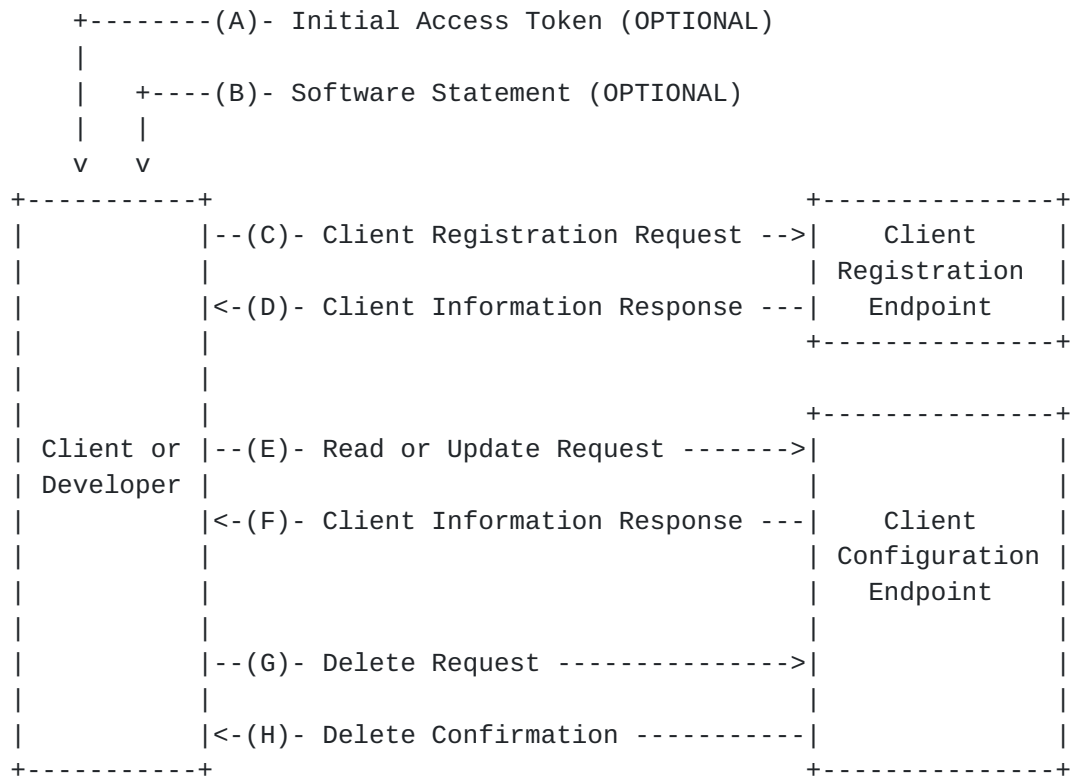 +--------(A)- Initial Access Token (OPTIONAL)
|
|   +----(B)- Software Statement (OPTIONAL)
|   |
v   v
+-----------+                                      +---------------+
|           |--(C)- Client Registration Request -->|    Client     |
|           |                                      | Registration  |
|           |<-(D)- Client Information Response ---|   Endpoint    |
|           |                                      +---------------+
|           |
|           |                                      +---------------+
| Client or |--(E)- Read or Update Request ------->|               |
| Developer |                                      |               |
|           |<-(F)- Client Information Response ---|    Client     |
|           |                                      | Configuration |
|           |                                      |   Endpoint    |
|           |                                      |               |
|           |--(G)- Delete Request --------------->|               |
|           |                                      |               |
|           |<-(H)- Delete Confirmation -----------|               |
+-----------+                                      +---------------+